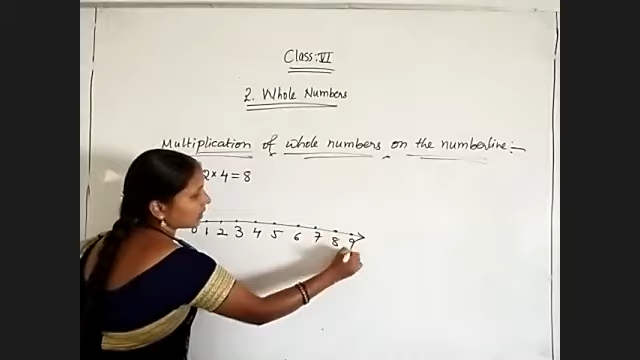 Class: VI
2. Whole Numbers
Multiplication of whole numbers on the numberline:-
2 × 4 = 8
0 1 2 3 4 5 6 7 8 9